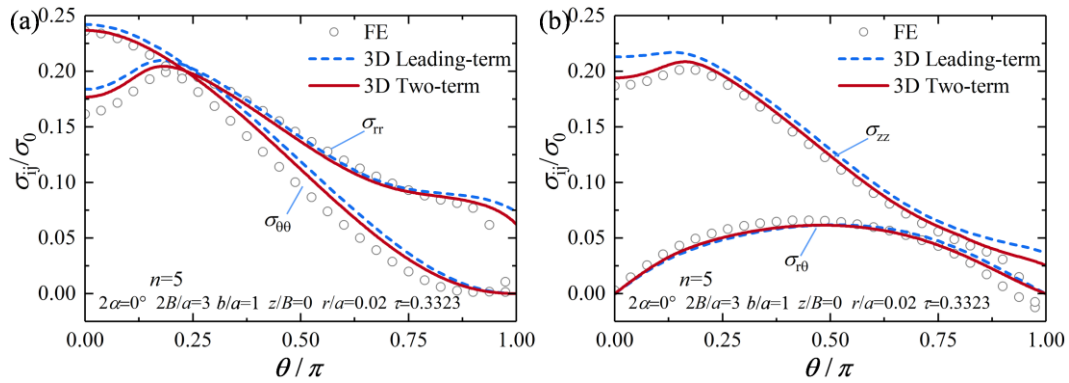 (a)
0.25
0.20
0.15
0.10
0.05
0.00
σij/σ0
FE
3D Leading-term
3D Two-term
σrr
σθθ
n=5
2α=0° 2B/a=3 b/a=1 z/B=0 r/a=0.02 τ=0.3323
0.00 0.25 0.50 0.75 1.00
θ/π
(b)
0.25
0.20
0.15
0.10
0.05
0.00
σij/σ0
FE
3D Leading-term
3D Two-term
σzz
σrθ
n=5
2α=0° 2B/a=3 b/a=1 z/B=0 r/a=0.02 τ=0.3323
0.00 0.25 0.50 0.75 1.00
θ/π